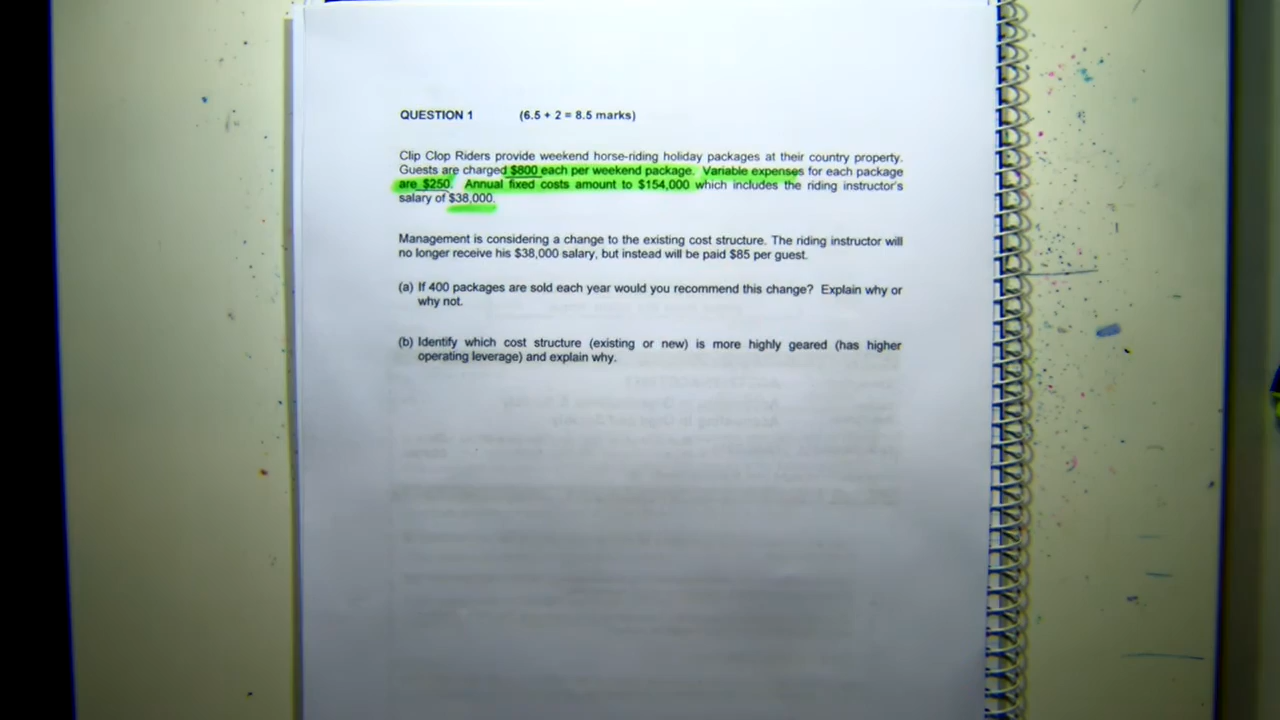 QUESTION 1 (6.5 + 2 = 8.5 marks)
Clip Clop Riders provide weekend horse-riding holiday packages at their country property.
Guests are charged $800 each per weekend package. Variable expenses for each package
are $250. Annual fixed costs amount to $154,000 which includes the riding instructor's
salary of $38,000.
Management is considering a change to the existing cost structure. The riding instructor will
no longer receive his $38,000 salary, but instead will be paid $85 per guest.
(a) If 400 packages are sold each year would you recommend this change? Explain why or
why not.
(b) Identify which cost structure (existing or new) is more highly geared (has higher
operating leverage) and explain why.